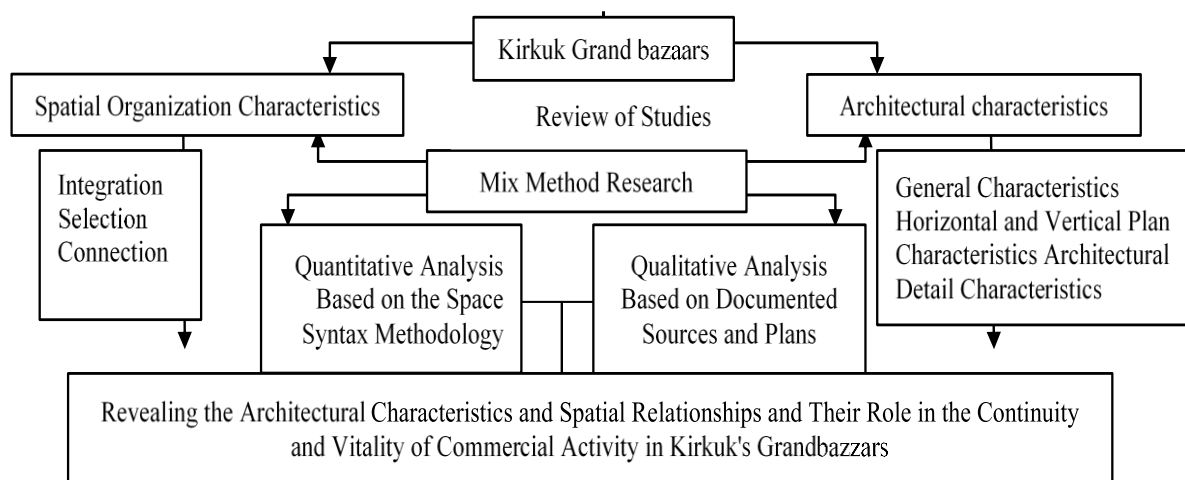 Kirkuk Grand bazaars
Spatial Organization Characteristics
Review of Studies
Architectural characteristics
Mix Method Research
Integration
Selection
Connection
General Characteristics
Horizontal and Vertical Plan
Characteristics Architectural
Detail Characteristics
Quantitative Analysis
Based on the Space
Syntax Methodology
Qualitative Analysis
Based on Documented
Sources and Plans
Revealing the Architectural Characteristics and Spatial Relationships and Their Role in the Continuity
and Vitality of Commercial Activity in Kirkuk's Grandbazzars